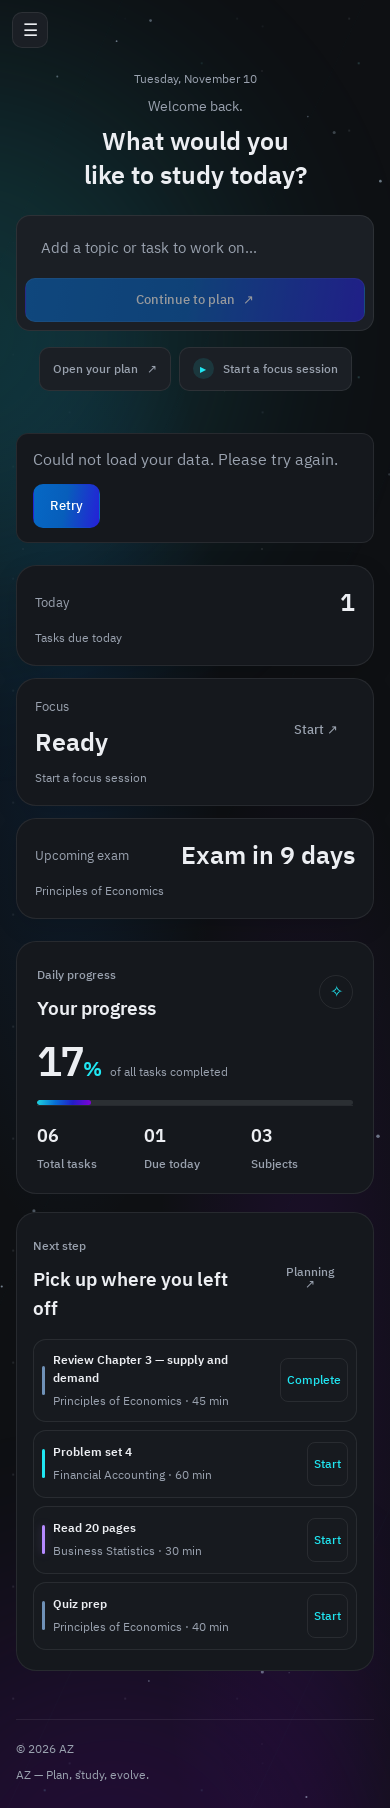 ☰
Tuesday, November 10
Welcome back.
What would you
like to study today?
Add a topic or task to work on...
Continue to plan ↗
Open your plan ↗
▶ Start a focus session
Could not load your data. Please try again.
Retry
Today
1
Tasks due today
Focus
Ready
Start ↗
Start a focus session
Upcoming exam
Exam in 9 days
Principles of Economics
Daily progress
Your progress
✧
17% of all tasks completed
06 01 03
Total tasks Due today Subjects
Next step
Pick up where you left
off
Planning
↗
Review Chapter 3 — supply and
demand
Principles of Economics · 45 min
Complete
Problem set 4
Financial Accounting · 60 min
Start
Read 20 pages
Business Statistics · 30 min
Start
Quiz prep
Principles of Economics · 40 min
Start
© 2026 AZ
AZ — Plan, study, evolve.